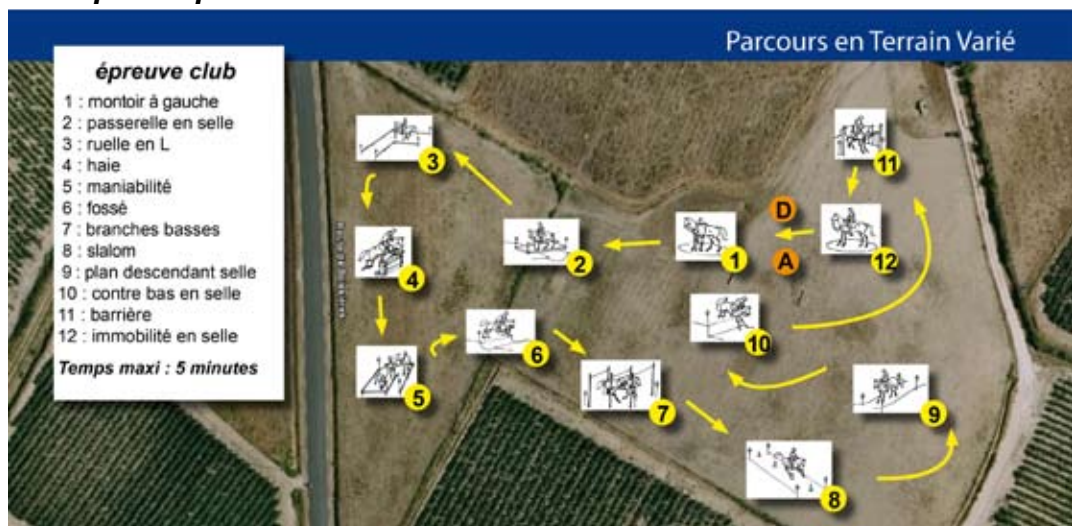 Parcours en Terrain Varié
épreuve club
1 : montoir à gauche
2 : passerelle en selle
3 : ruelle en L
4 : haie
5 : maniabilité
6 : fossé
7 : branches basses
8 : slalom
9 : plan descendant selle
10 : contre bas en selle
11 : barrière
12 : immobilité en selle
Temps maxi : 5 minutes
3
11
D
4
2
1
A
12
10
6
5
7
9
8